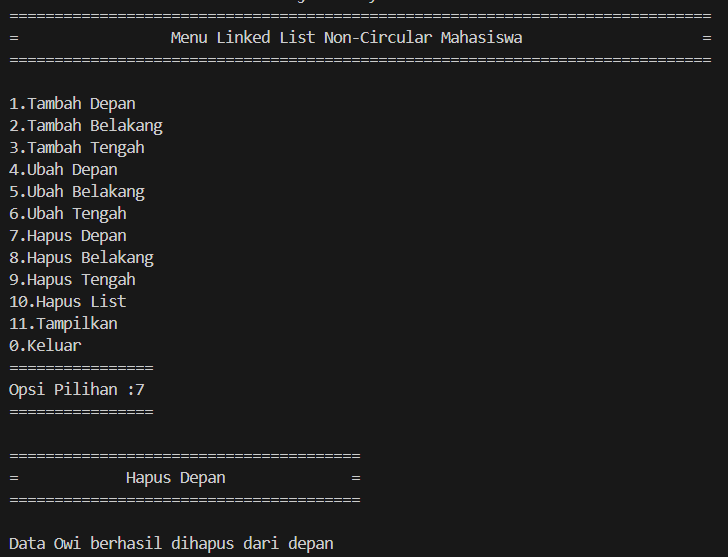 ==============================================================================
=                 Menu Linked List Non-Circular Mahasiswa                    =
==============================================================================
1.Tambah Depan
2.Tambah Belakang
3.Tambah Tengah
4.Ubah Depan
5.Ubah Belakang
6.Ubah Tengah
7.Hapus Depan
8.Hapus Belakang
9.Hapus Tengah
10.Hapus List
11.Tampilkan
0.Keluar
================
Opsi Pilihan :7
================
=======================================
=            Hapus Depan              =
=======================================
Data Owi berhasil dihapus dari depan